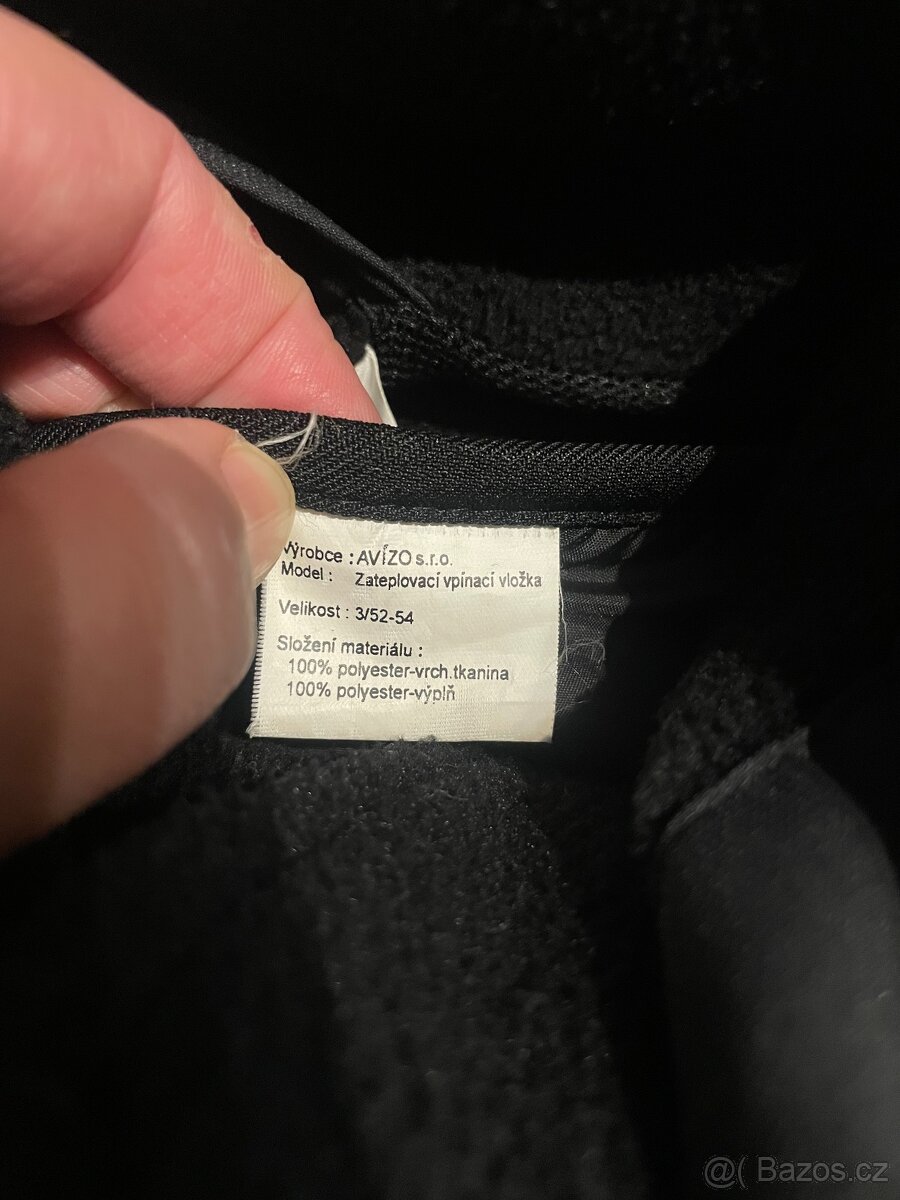 Výrobce : AVÍZO s.r.o.
Model : Zateplovací vpínací vložka
Velikost : 3/52-54
Složení materiálu :
100% polyester-vrch.tkanina
100% polyester-výplň
@( Bazos.cz